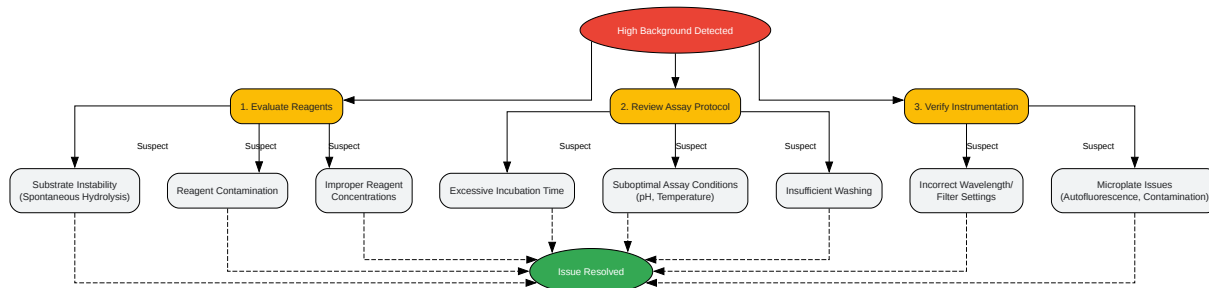 High Background Detected
1. Evaluate Reagents
2. Review Assay Protocol
3. Verify Instrumentation
Suspect
Suspect
Suspect
Suspect
Suspect
Suspect
Suspect
Suspect
Substrate Instability
(Spontaneous Hydrolysis)
Reagent Contamination
Improper Reagent
Concentrations
Excessive Incubation Time
Suboptimal Assay Conditions
(pH, Temperature)
Insufficient Washing
Incorrect Wavelength/
Filter Settings
Microplate Issues
(Autofluorescence, Contamination)
Issue Resolved